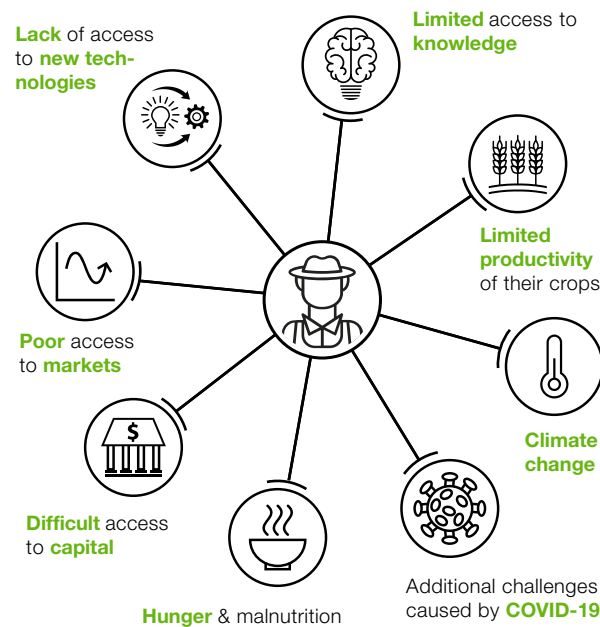 Lack of access
to new tech-
nologies
Limited access to
knowledge
Limited
productivity
of their crops
Poor access
to markets
$
Climate
change
Difficult access
to capital
Additional challenges
caused by COVID-19
Hunger & malnutrition